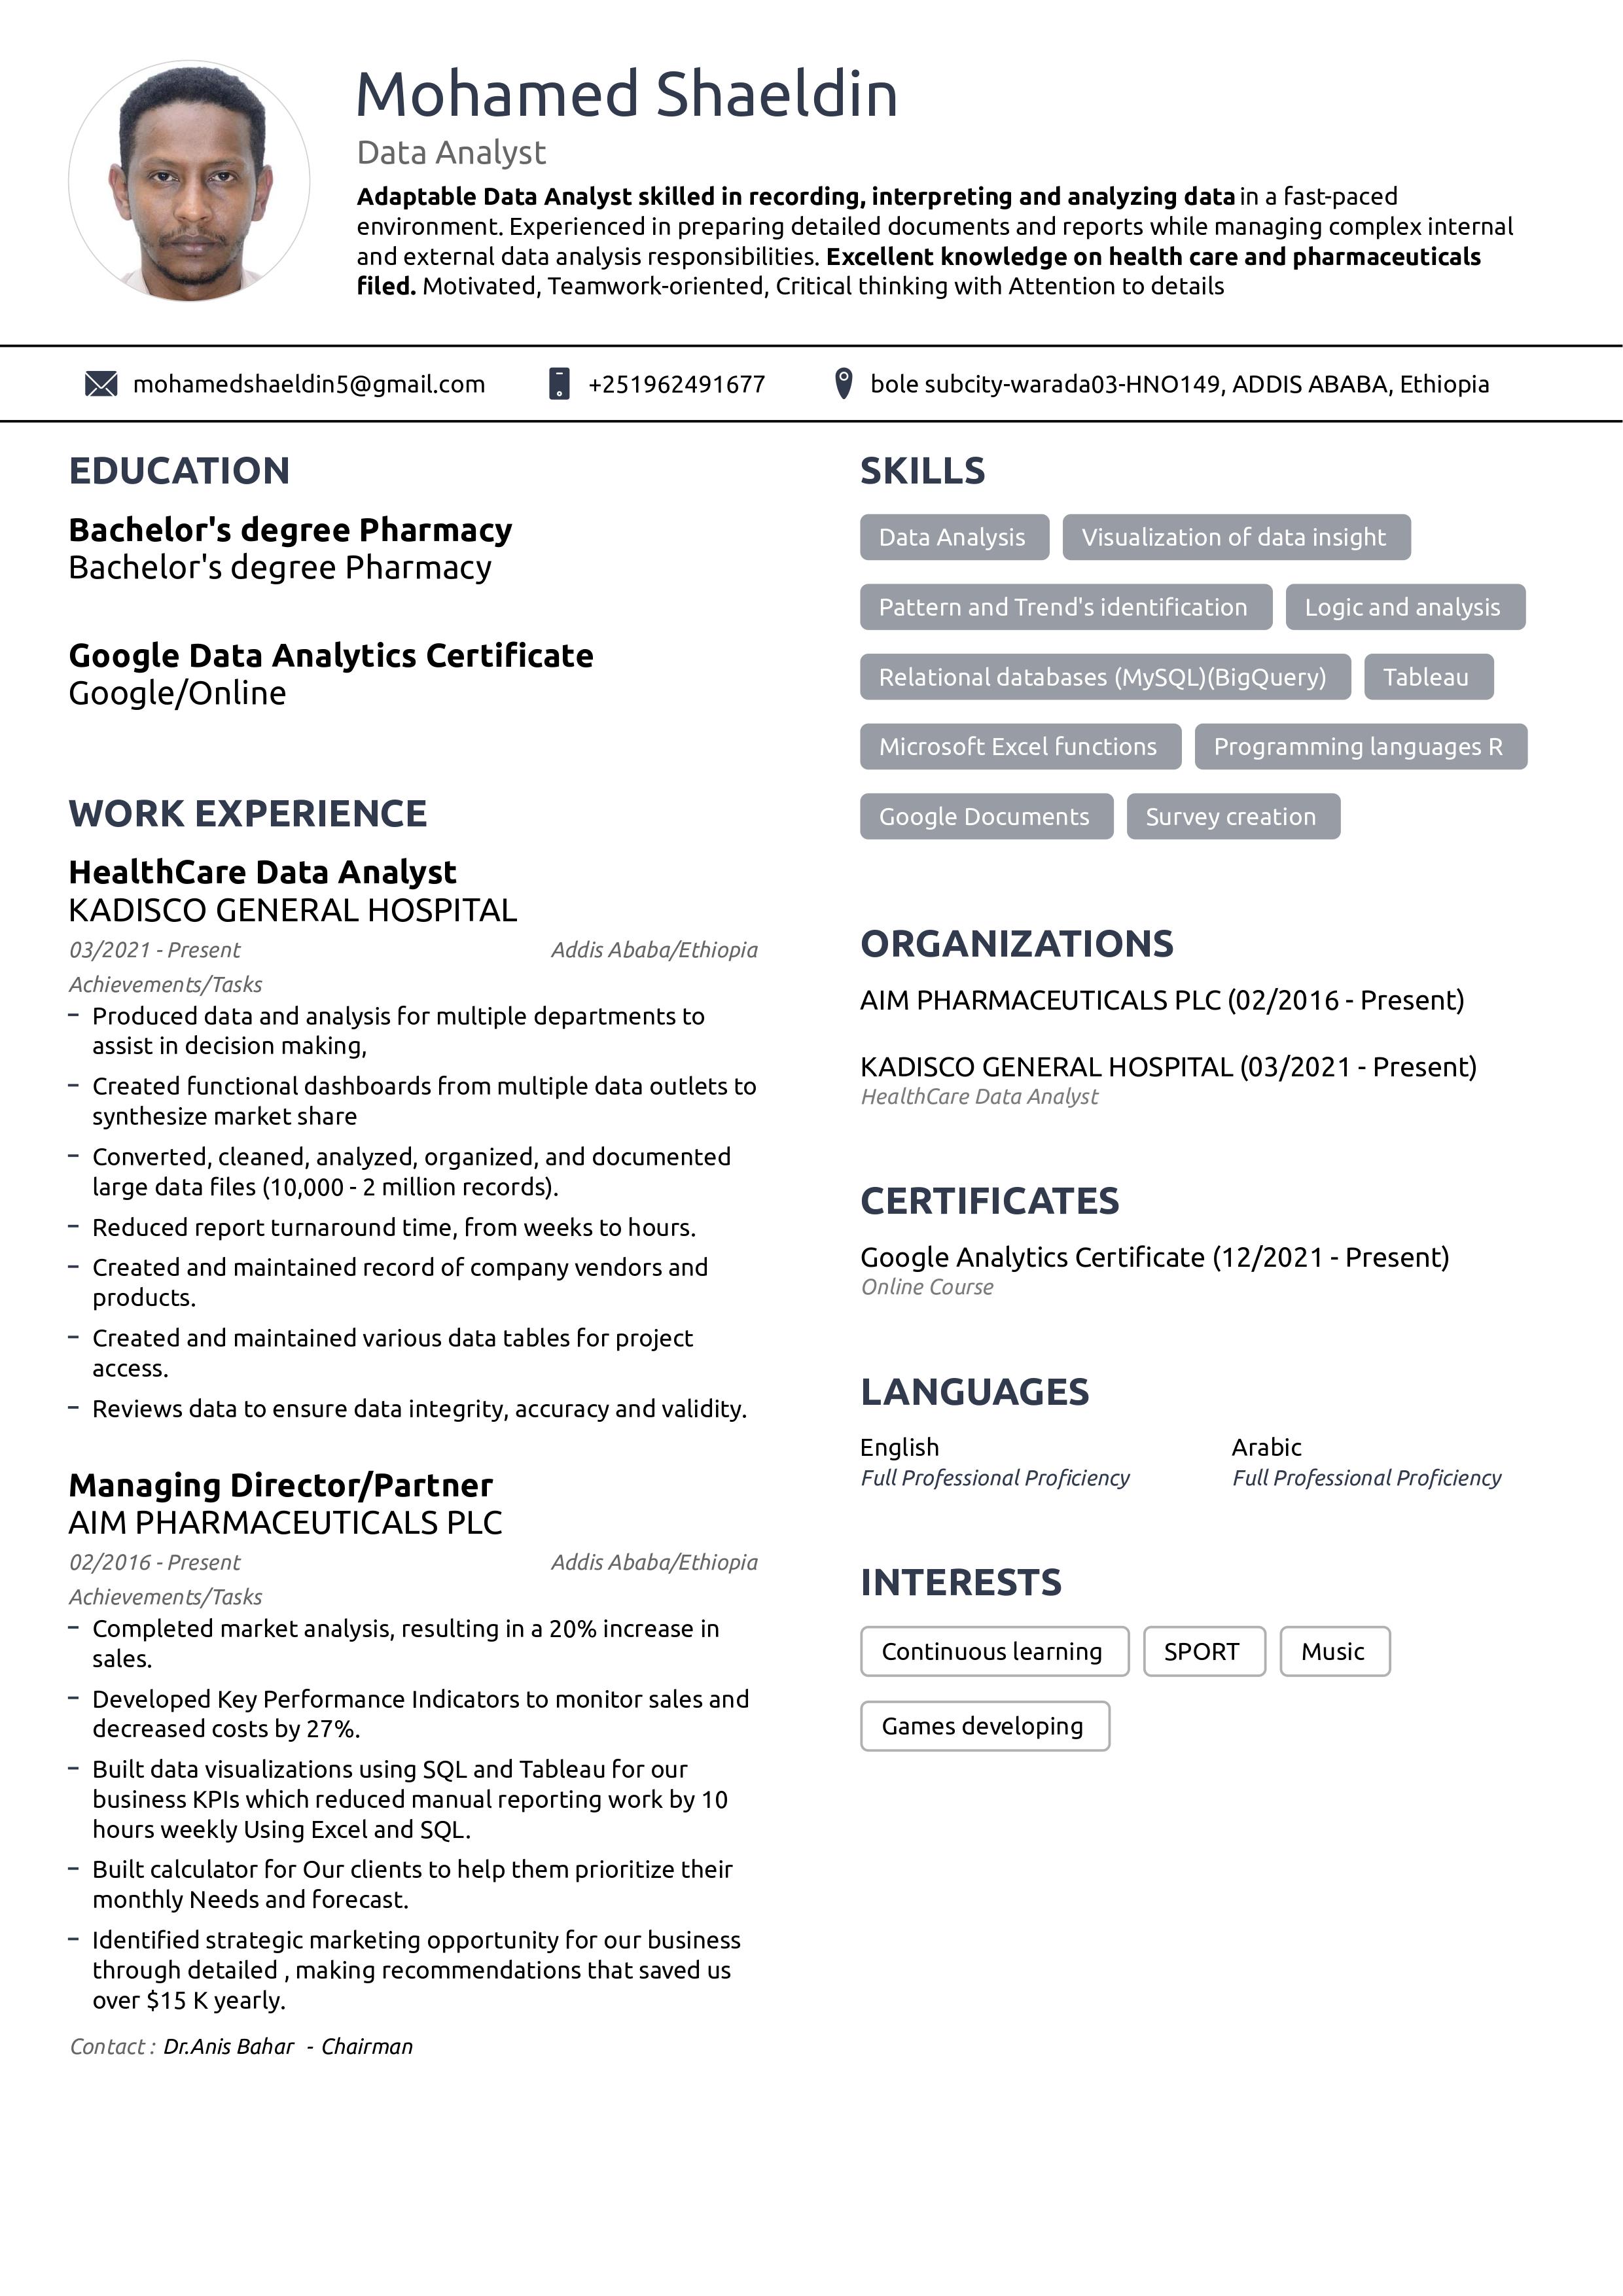 Mohamed Shaeldin
Data Analyst
Adaptable Data Analyst skilled in recording, interpreting and analyzing data in a fast-paced
environment. Experienced in preparing detailed documents and reports while managing complex internal
and external data analysis responsibilities. Excellent knowledge on health care and pharmaceuticals
filed. Motivated, Teamwork-oriented, Critical thinking with Attention to details
mohamedshaeldin5@gmail.com
+251962491677
bole subcity-warada03-HNO149, ADDIS ABABA, Ethiopia
EDUCATION
Bachelor's degree Pharmacy
Bachelor's degree Pharmacy
Google Data Analytics Certificate
Google/Online
WORK EXPERIENCE
HealthCare Data Analyst
KADISCO GENERAL HOSPITAL
03/2021 - Present Addis Ababa/Ethiopia
Achievements/Tasks
– Produced data and analysis for multiple departments to
assist in decision making,
– Created functional dashboards from multiple data outlets to
synthesize market share
– Converted, cleaned, analyzed, organized, and documented
large data files (10,000 - 2 million records).
– Reduced report turnaround time, from weeks to hours.
– Created and maintained record of company vendors and
products.
– Created and maintained various data tables for project
access.
– Reviews data to ensure data integrity, accuracy and validity.
Managing Director/Partner
AIM PHARMACEUTICALS PLC
02/2016 - Present Addis Ababa/Ethiopia
Achievements/Tasks
– Completed market analysis, resulting in a 20% increase in
sales.
– Developed Key Performance Indicators to monitor sales and
decreased costs by 27%.
– Built data visualizations using SQL and Tableau for our
business KPIs which reduced manual reporting work by 10
hours weekly Using Excel and SQL.
– Built calculator for Our clients to help them prioritize their
monthly Needs and forecast.
– Identified strategic marketing opportunity for our business
through detailed , making recommendations that saved us
over $15 K yearly.
Contact : Dr.Anis Bahar - Chairman
SKILLS
Data Analysis Visualization of data insight
Pattern and Trend's identification Logic and analysis
Relational databases (MySQL)(BigQuery) Tableau
Microsoft Excel functions Programming languages R
Google Documents Survey creation
ORGANIZATIONS
AIM PHARMACEUTICALS PLC (02/2016 - Present)
KADISCO GENERAL HOSPITAL (03/2021 - Present)
HealthCare Data Analyst
CERTIFICATES
Google Analytics Certificate (12/2021 - Present)
Online Course
LANGUAGES
English Arabic
Full Professional Proficiency Full Professional Proficiency
INTERESTS
Continuous learning SPORT Music
Games developing